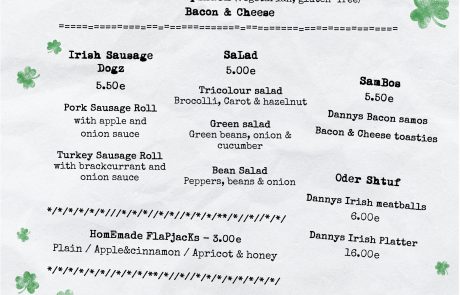 (vegetarian, gluten free)
Bacon & Cheese
Irish Sausage
Dogz
5.50e
Pork Sausage Roll
with apple and
onion sauce
Turkey Sausage Roll
with brackcurrant and
onion sauce
SaLad
5.00e
Tricolour salad
Brocolli, Carot & hazelnut
Green salad
Green beans, onion &
cucumber
Bean Salad
Peppers, beans & onion
SamBos
5.50e
Dannys Bacon samos
Bacon & Cheese toasties
Oder Shtuf
Dannys Irish meatballs
6.00e
Dannys Irish Platter
16.00e
HomEmade FlaPjacKs - 3.00e
Plain / Apple&cinnamon / Apricot & honey